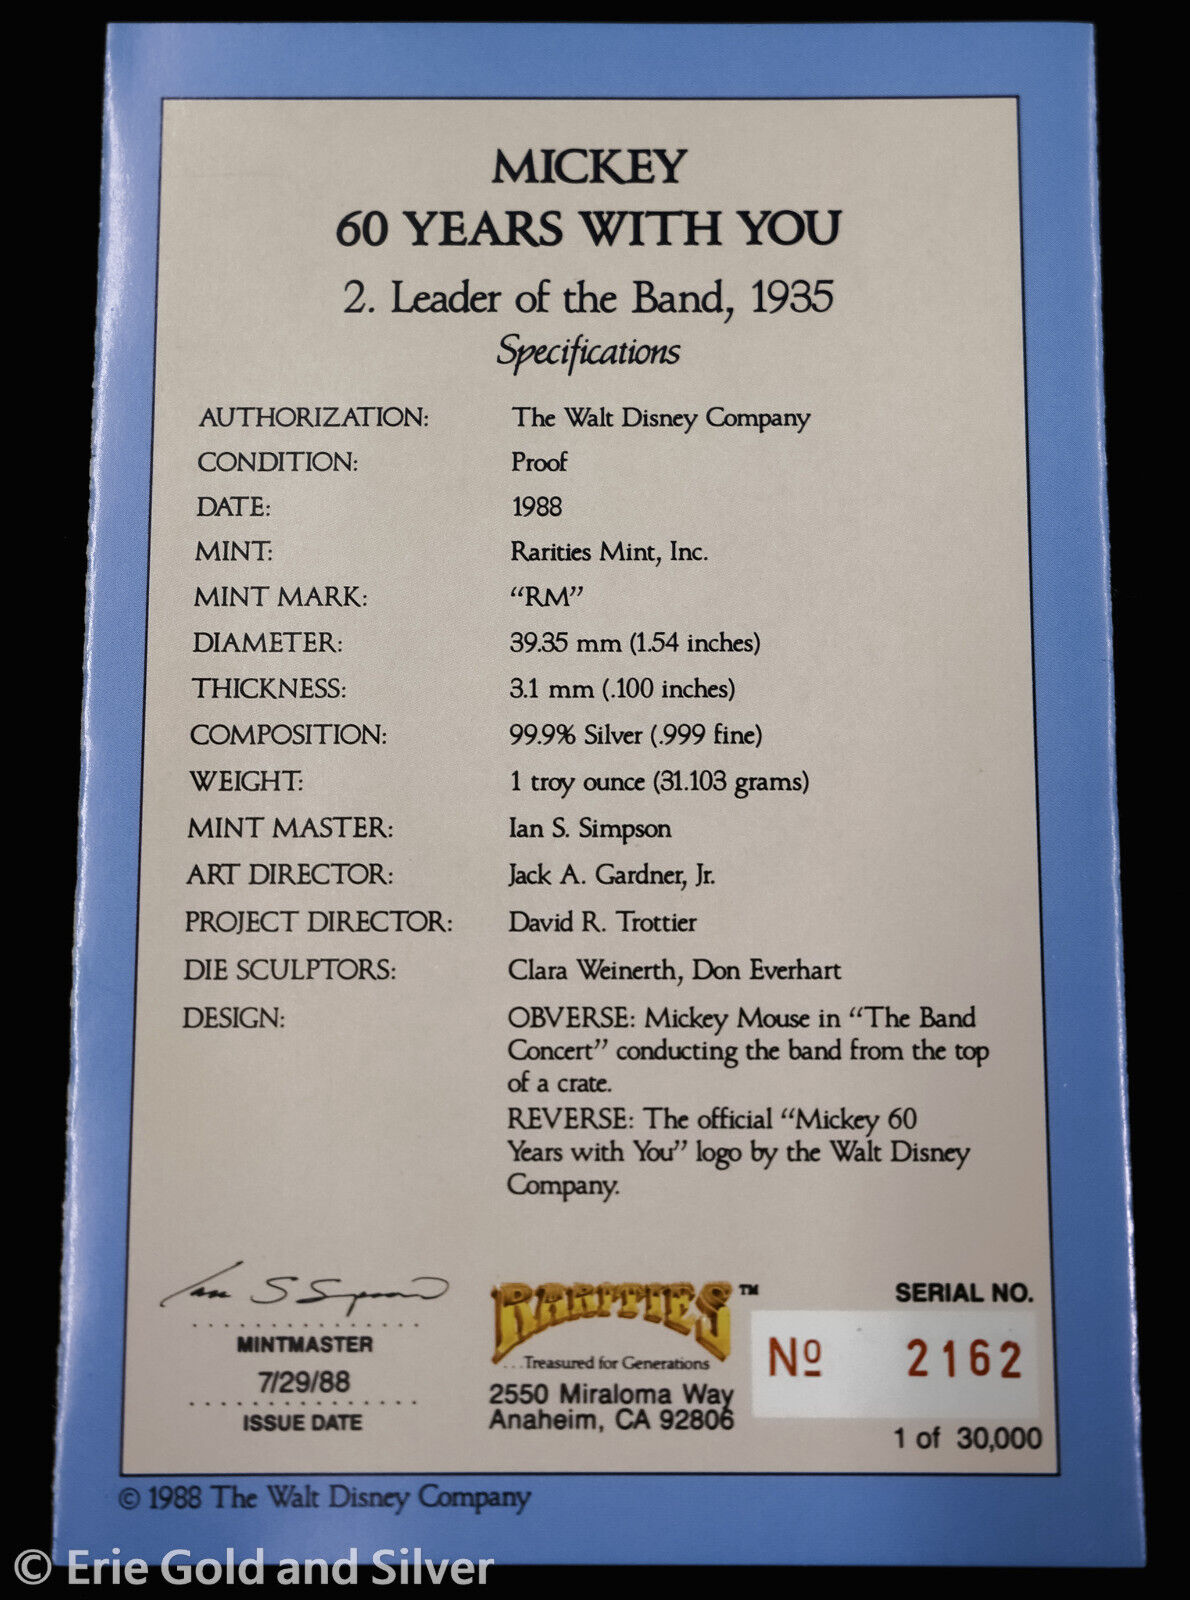 MICKEY
60 YEARS WITH YOU
2. Leader of the Band, 1935
Specifications
AUTHORIZATION: The Walt Disney Company
CONDITION: Proof
DATE: 1988
MINT: Rarities Mint, Inc.
MINT MARK: “RM”
DIAMETER: 39.35 mm (1.54 inches)
THICKNESS: 3.1 mm (.100 inches)
COMPOSITION: 99.9% Silver (.999 fine)
WEIGHT: 1 troy ounce (31.103 grams)
MINT MASTER: Ian S. Simpson
ART DIRECTOR: Jack A. Gardner, Jr.
PROJECT DIRECTOR: David R. Trottier
DIE SCULPTORS: Clara Weinerth, Don Everhart
DESIGN: OBVERSE: Mickey Mouse in “The Band
Concert” conducting the band from the top
of a crate.
REVERSE: The official “Mickey 60
Years with You” logo by the Walt Disney
Company.
Ian S Simpson
MINTMASTER
7/29/88
ISSUE DATE
RARITIES™
...Treasured for Generations
2550 Miraloma Way
Anaheim, CA 92806
SERIAL NO.
Nº 2162
1 of 30,000
© 1988 The Walt Disney Company
© Erie Gold and Silver